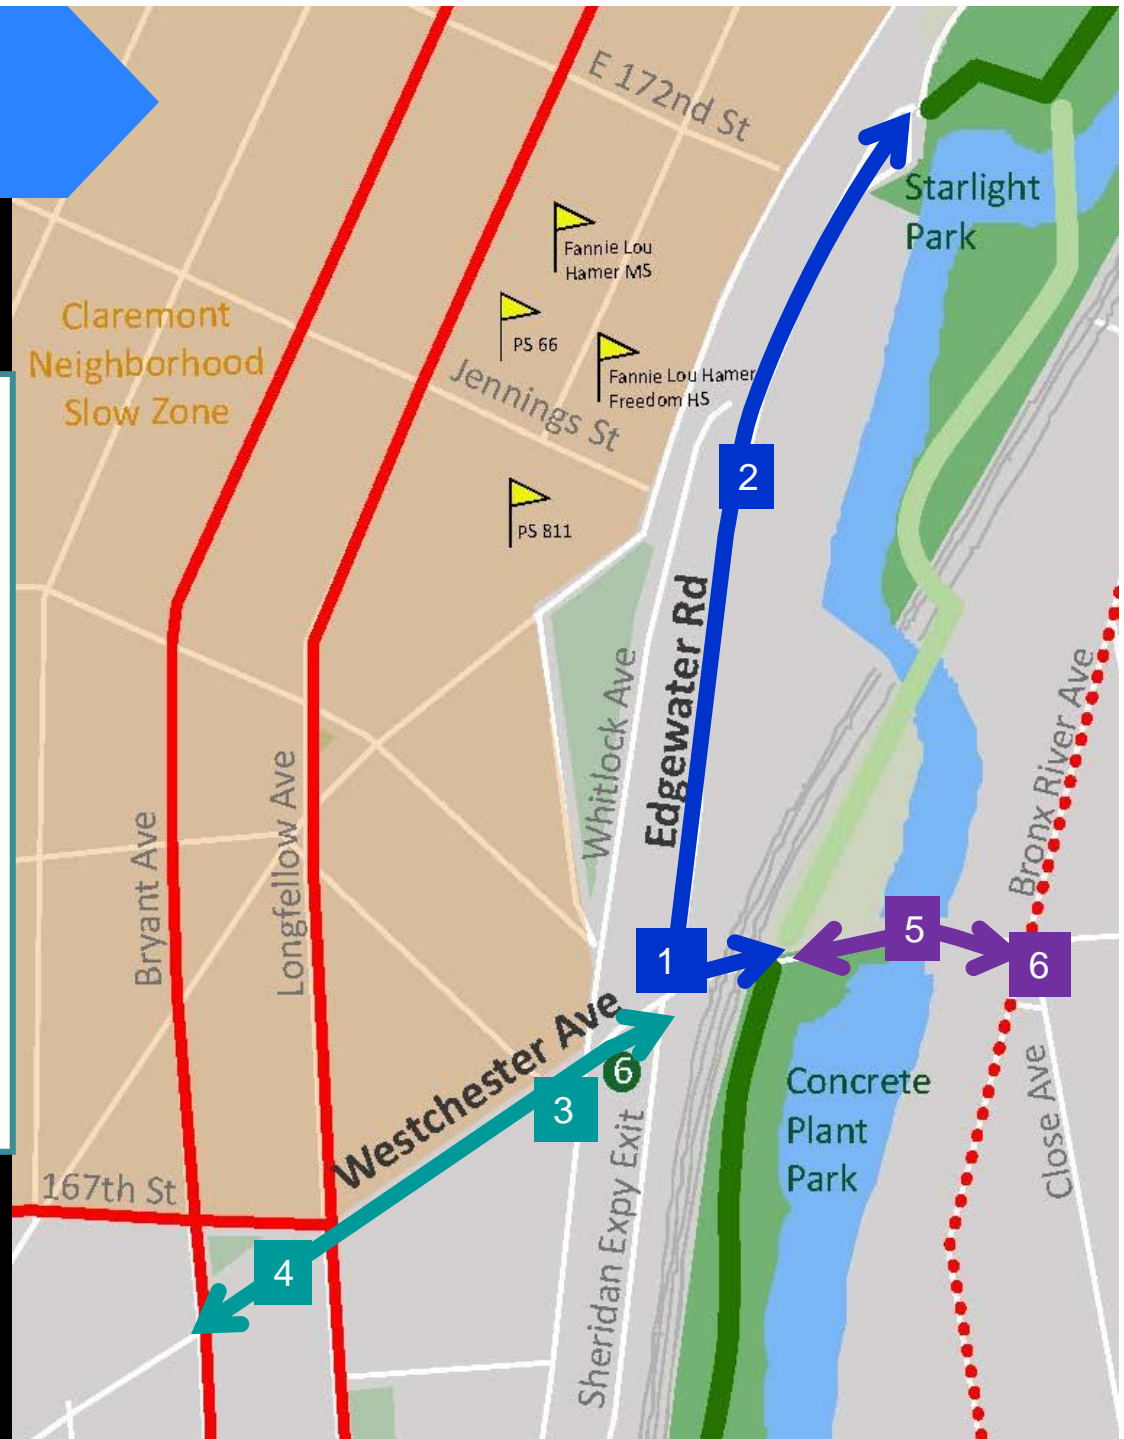 E 172nd St
Starlight
Park
Fannie Lou
Hamer MS
Claremont
Neighborhood
Slow Zone
PS 66
Fannie Lou Hamer
Freedom HS
Jennings St
2
PS 811
Edgewater Rd
Whitlock Ave
Bronx River Ave
Bryant Ave
Longfellow Ave
1
5
6
Westchester Ave
6
3
Concrete
Plant
Park
Close Ave
167th St
Sheridan Expy Exit
4